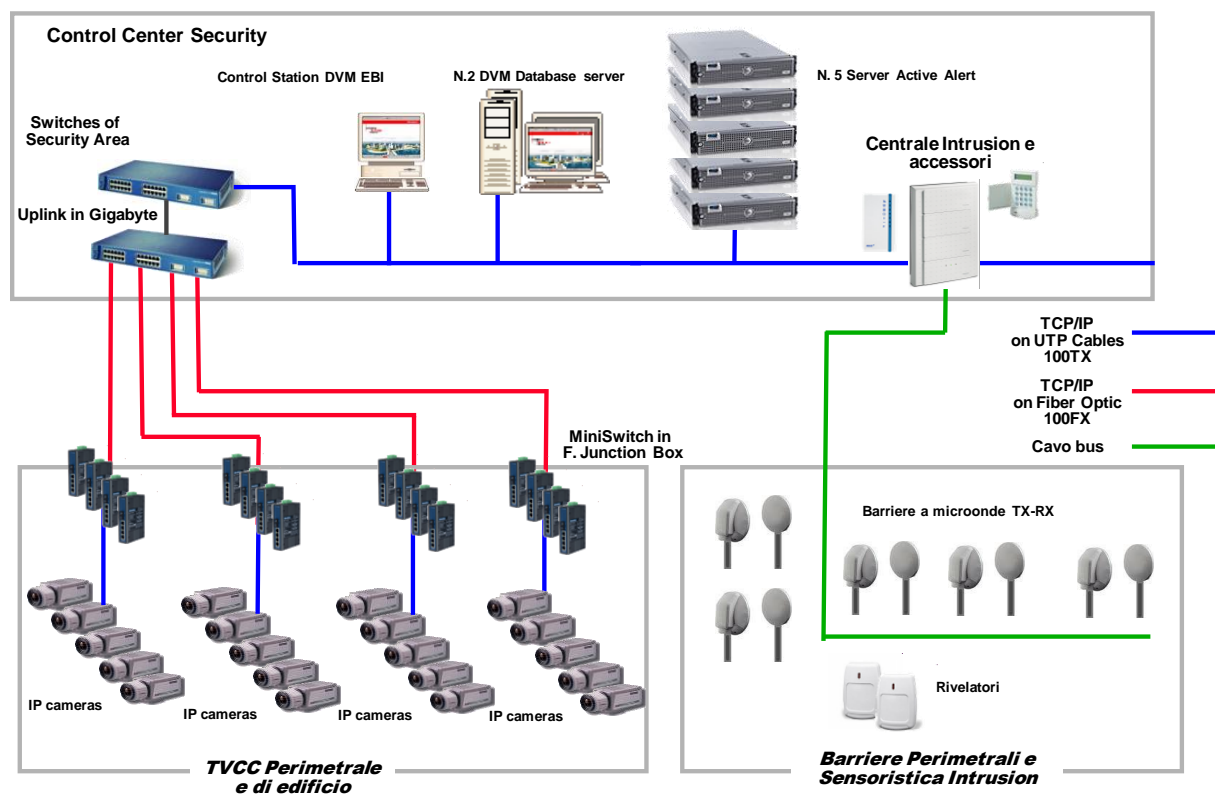 Control Center Security
Control Station DVM EBI
N.2 DVM Database server
N. 5 Server Active Alert
Switches of
Security Area
Centrale Intrusion e
accessori
Uplink in Gigabyte
TCP/IP
on UTP Cables
100TX
TCP/IP
on Fiber Optic
100FX
Cavo bus
MiniSwitch in
F. Junction Box
Barriere a microonde TX-RX
Rivelatori
IP cameras
IP cameras
IP cameras
IP cameras
TVCC Perimetrale
e di edificio
Barriere Perimetrali e
Sensoristica Intrusion